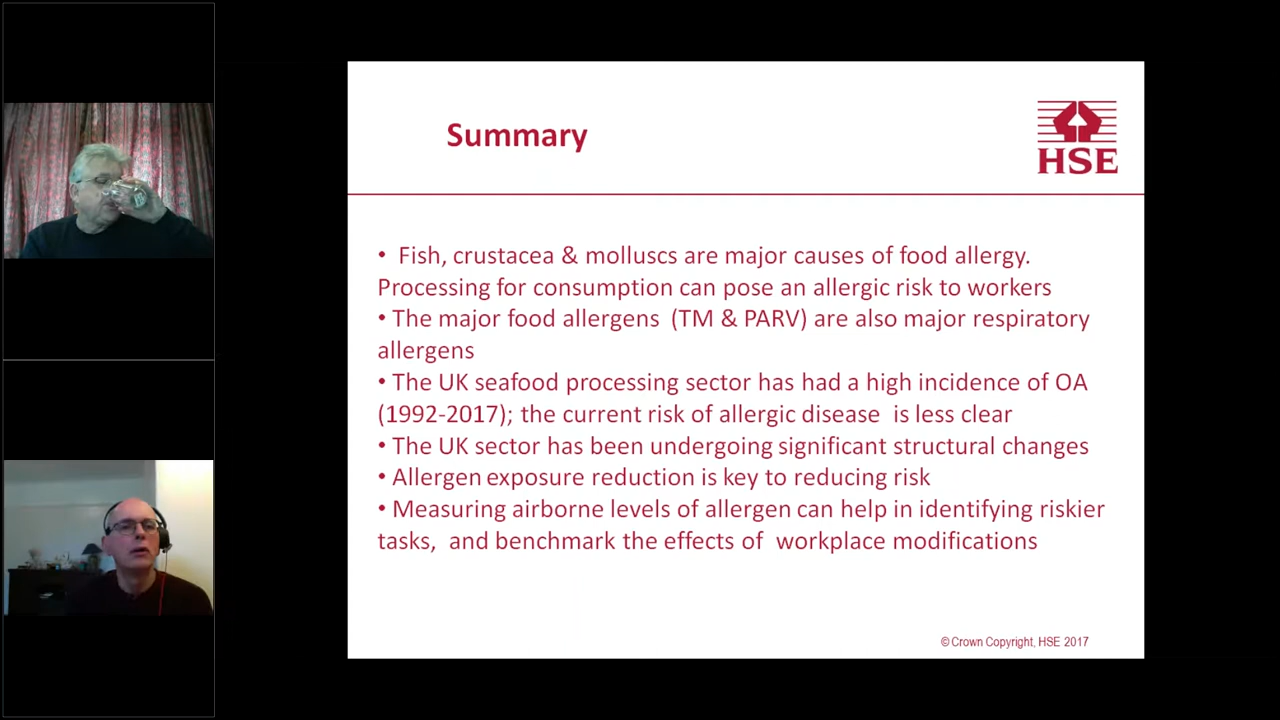 Summary
HSE
• Fish, crustacea & molluscs are major causes of food allergy.
Processing for consumption can pose an allergic risk to workers
• The major food allergens (TM & PARV) are also major respiratory
allergens
• The UK seafood processing sector has had a high incidence of OA
(1992-2017); the current risk of allergic disease is less clear
• The UK sector has been undergoing significant structural changes
• Allergen exposure reduction is key to reducing risk
• Measuring airborne levels of allergen can help in identifying riskier
tasks, and benchmark the effects of workplace modifications
© Crown Copyright, HSE 2017